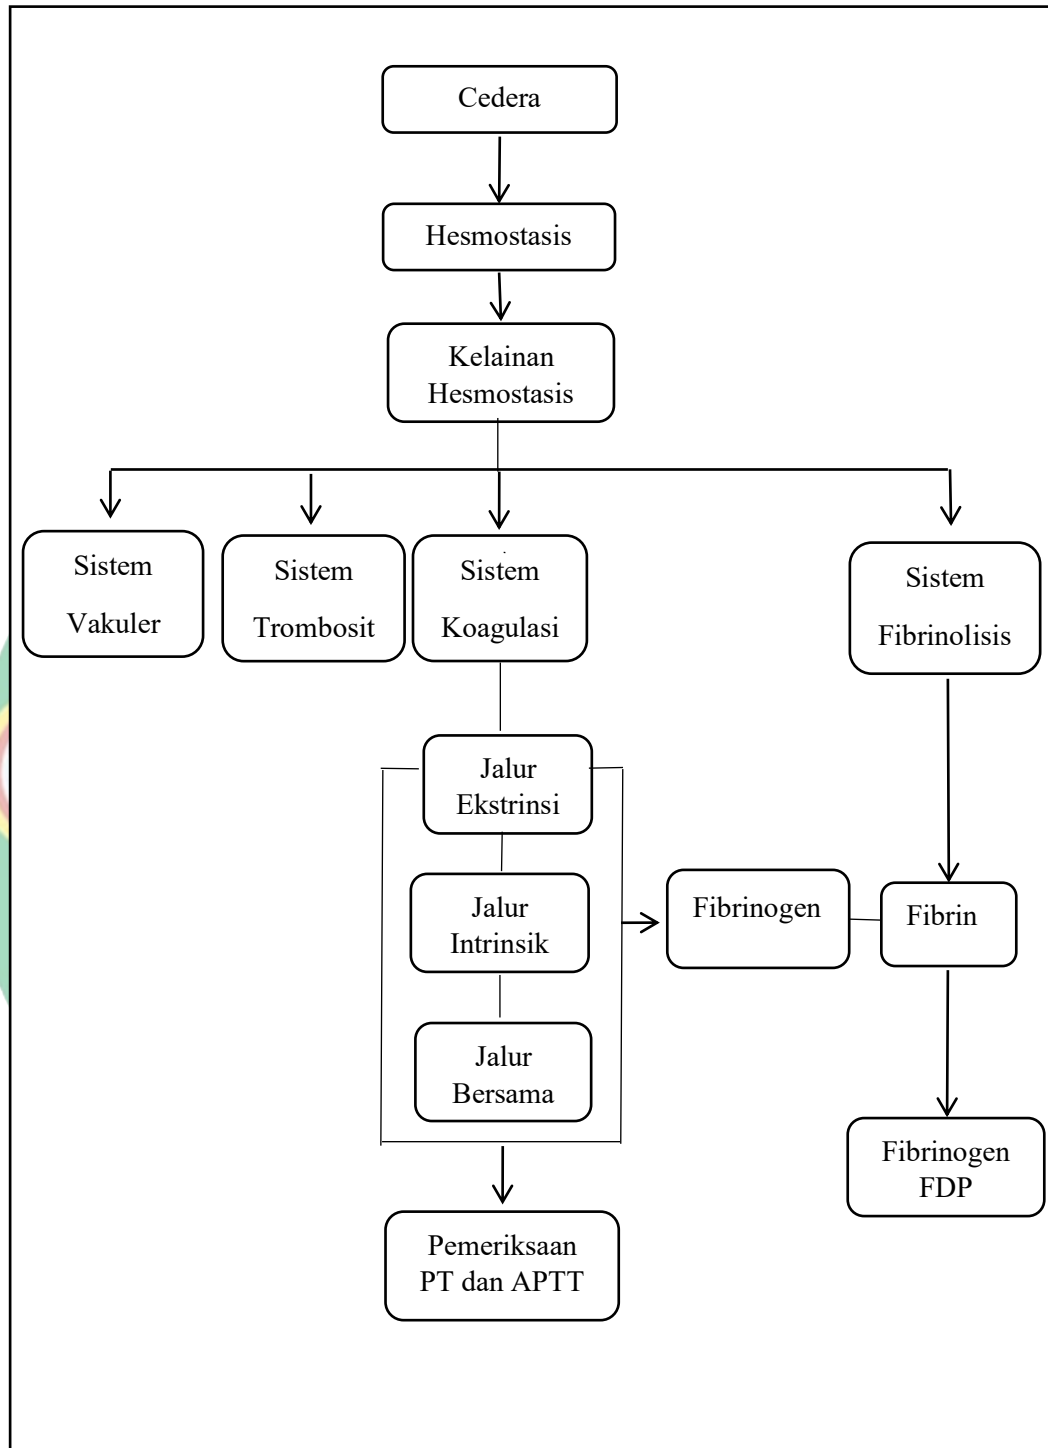 Cedera
Hesmostasis
Kelainan
Hesmostasis
Sistem
Vakuler
Sistem
Trombosit
Sistem
Koagulasi
Sistem
Fibrinolisis
Jalur
Ekstrinsi
Jalur
Intrinsik
Fibrinogen
Fibrin
Jalur
Bersama
Fibrinogen
FDP
Pemeriksaan
PT dan APTT